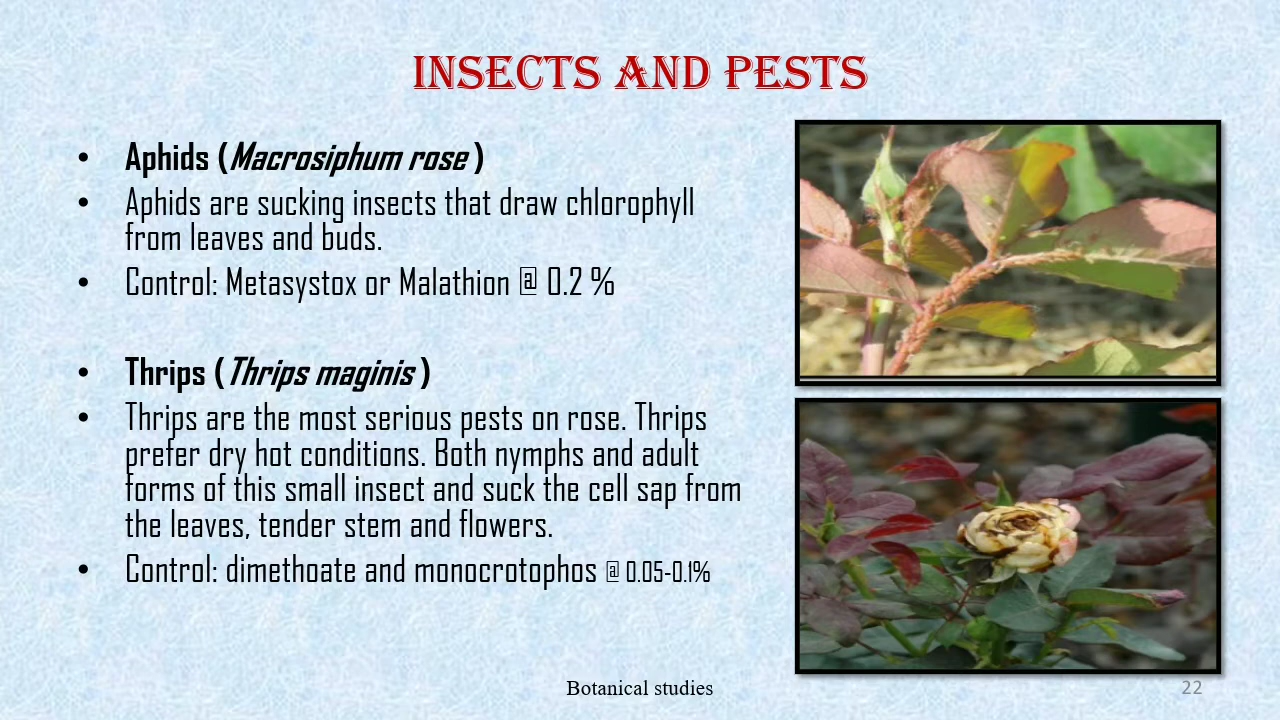 INSECTS AND PESTS
• Aphids (Macrosiphum rose )
• Aphids are sucking insects that draw chlorophyll
from leaves and buds.
• Control: Metasystox or Malathion @ 0.2 %
• Thrips (Thrips maginis )
• Thrips are the most serious pests on rose. Thrips
prefer dry hot conditions. Both nymphs and adult
forms of this small insect and suck the cell sap from
the leaves, tender stem and flowers.
• Control: dimethoate and monocrotophos @ 0.05-0.1%
Botanical studies
22